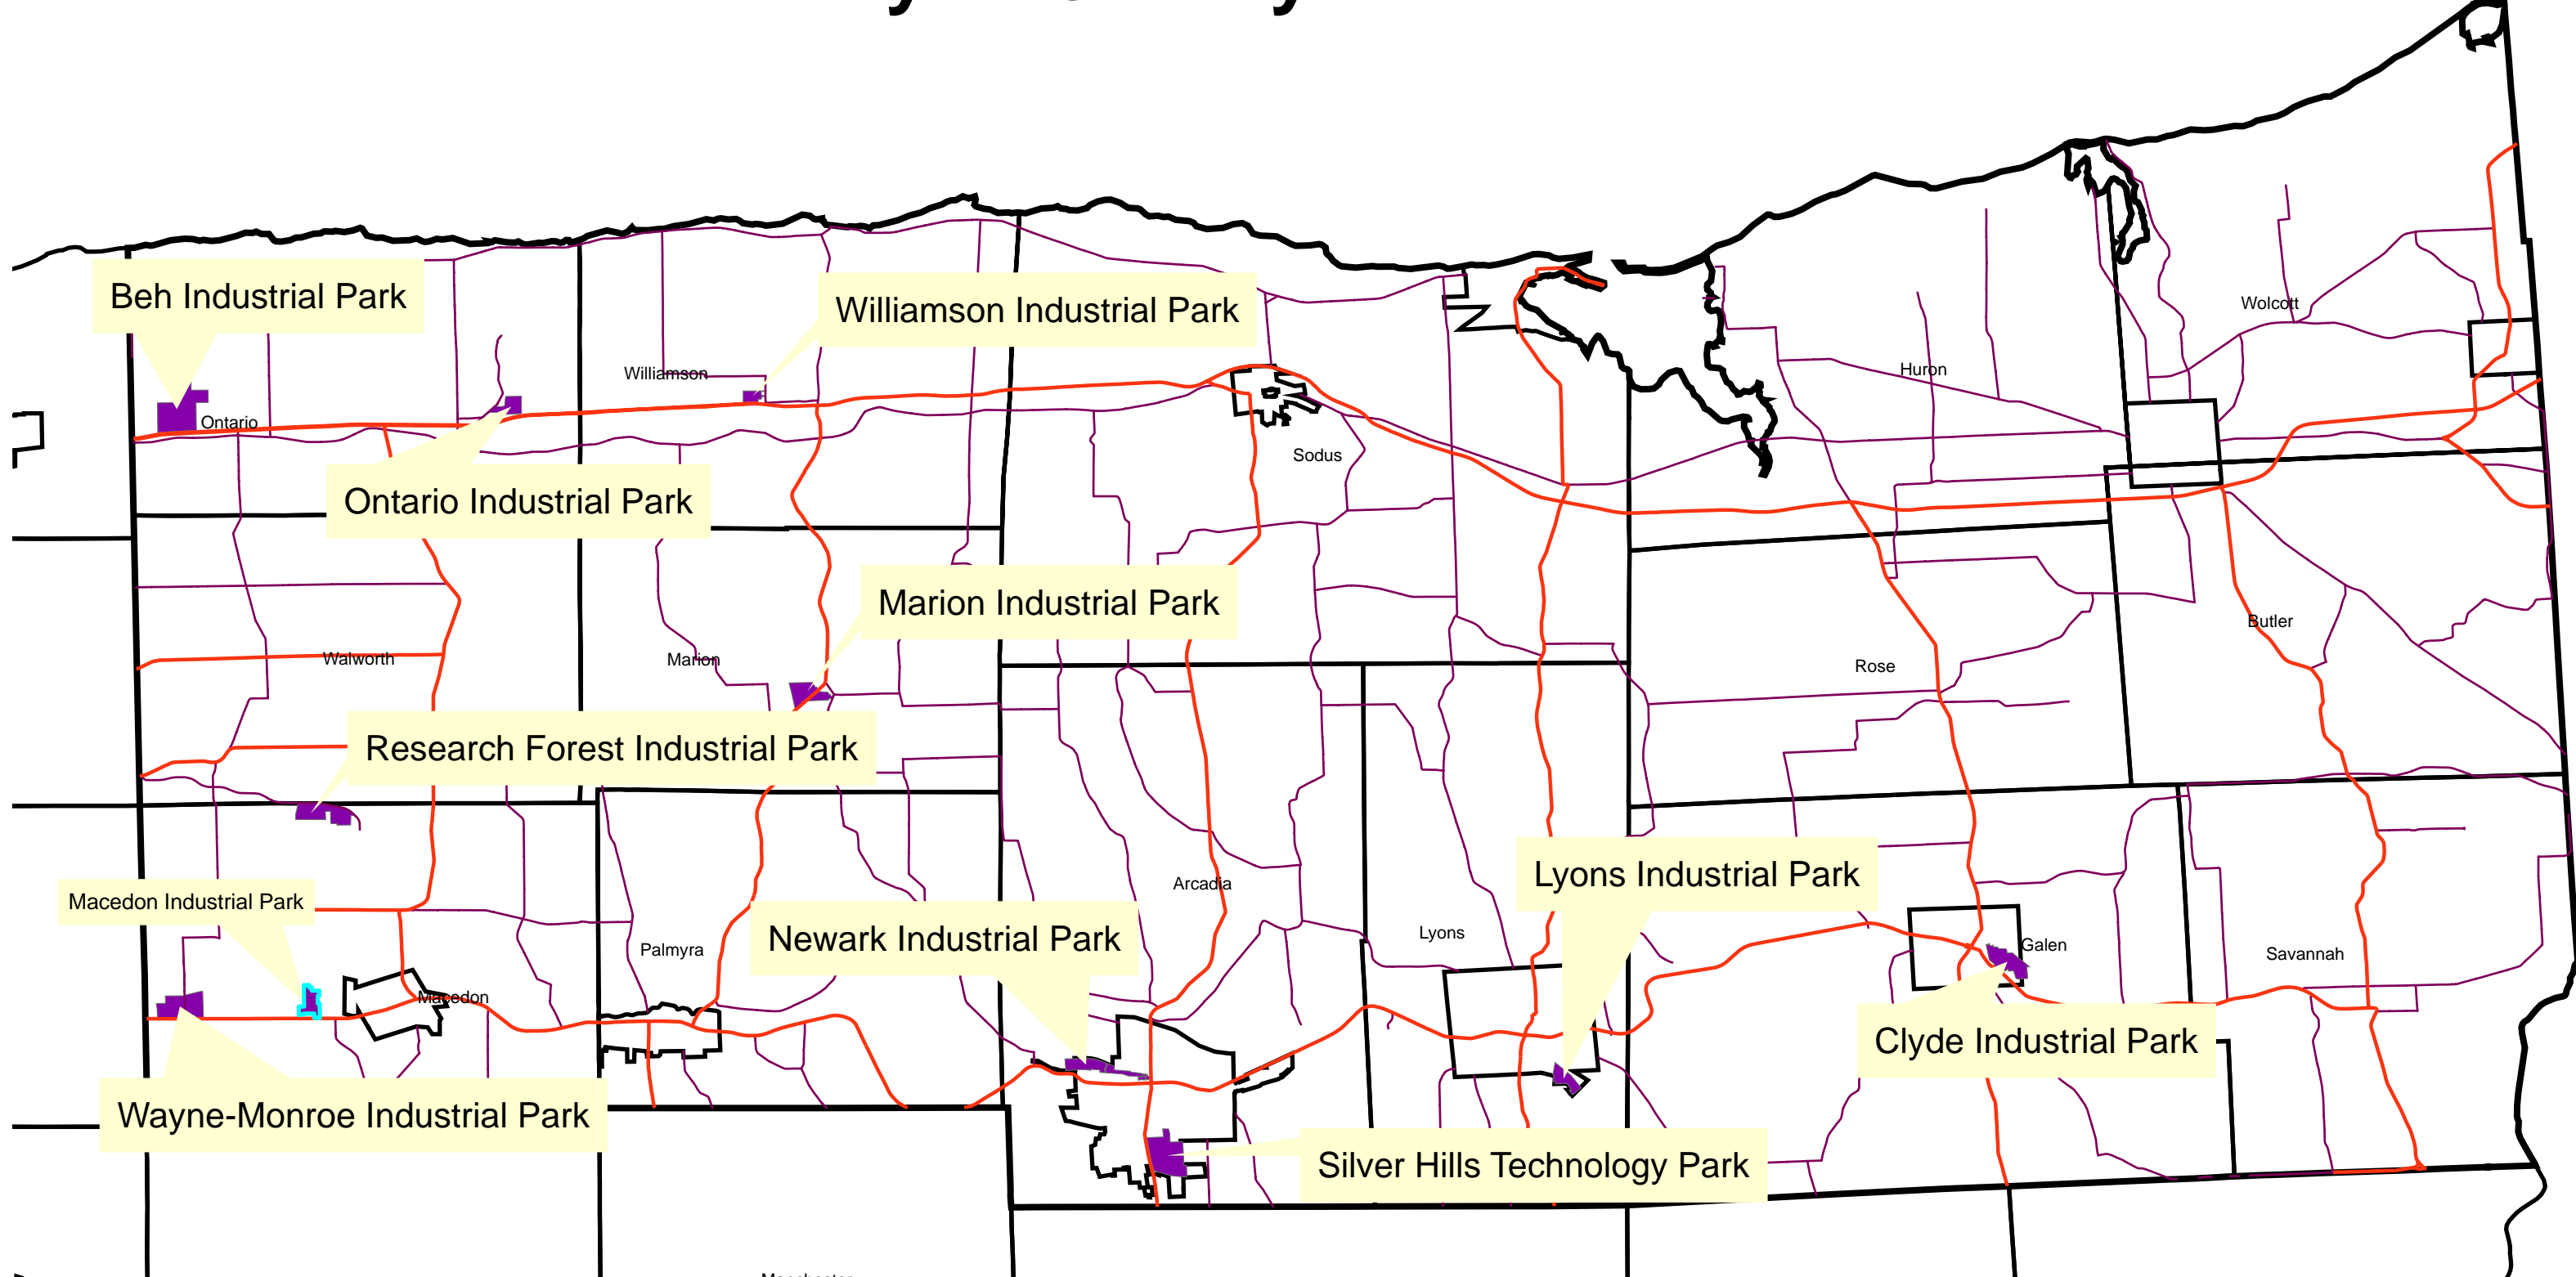 Beh Industrial Park
Williamson Industrial Park
Wolcott
Huron
Williamson
Ontario
Sodus
Ontario Industrial Park
Marion Industrial Park
Butler
Walworth
Marion
Rose
Research Forest Industrial Park
Lyons Industrial Park
Arcadia
Macedon Industrial Park
Newark Industrial Park
Lyons
Palmyra
Galen
Savannah
Macedon
Clyde Industrial Park
Wayne-Monroe Industrial Park
Silver Hills Technology Park